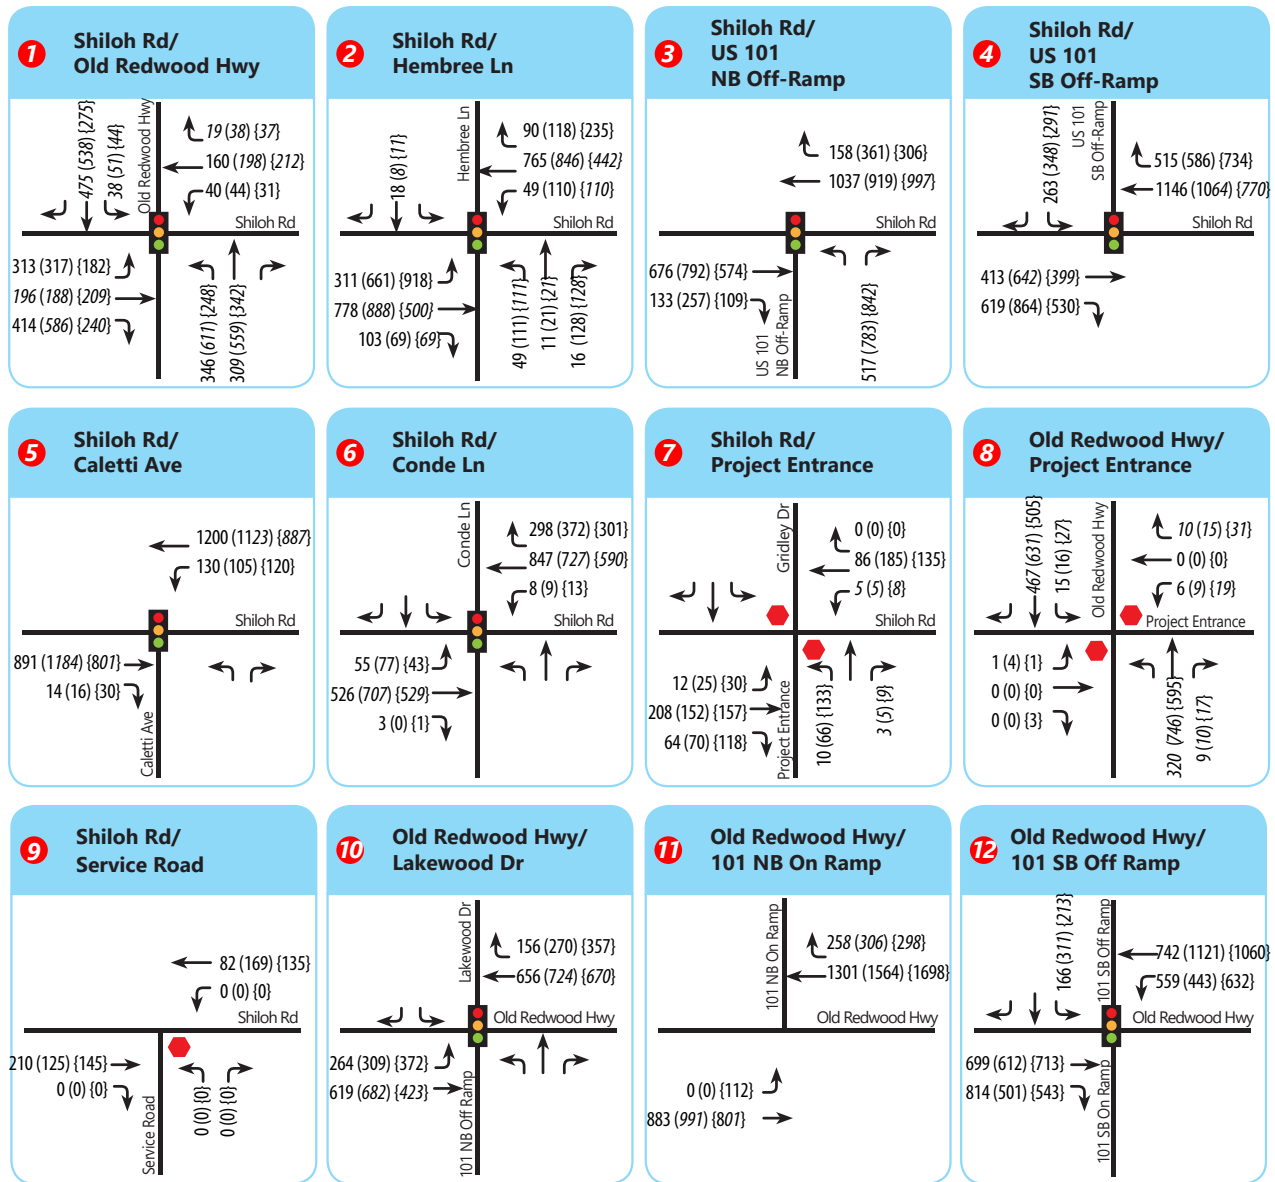 1
Shiloh Rd/
Old Redwood Hwy
475 (538) {275}
38 (51) {44}
Old Redwood Hwy
19 (38) {37}
160 (198) {212}
40 (44) {31}
Shiloh Rd
313 (317) {182}
196 (188) {209}
414 (586) {240}
346 (611) {248}
309 (559) {342}
2
Shiloh Rd/
Hembree Ln
18 (8) {11}
Hembree Ln
90 (118) {235}
765 (846) {442}
49 (110) {110}
Shiloh Rd
311 (661) {918}
778 (888) {500}
103 (69) {69}
49 (111) {111}
11 (21) {21}
16 (128) {128}
3
Shiloh Rd/
US 101
NB Off-Ramp
158 (361) {306}
1037 (919) {997}
Shiloh Rd
676 (792) {574}
133 (257) {109}
US 101
NB Off-Ramp
517 (783) {842}
4
Shiloh Rd/
US 101
SB Off-Ramp
263 (348) {291}
US 101
SB Off-Ramp
515 (586) {734}
1146 (1064) {770}
Shiloh Rd
413 (642) {399}
619 (864) {530}
5
Shiloh Rd/
Caletti Ave
1200 (1123) {887}
130 (105) {120}
Shiloh Rd
891 (1184) {801}
14 (16) {30}
Caletti Ave
6
Shiloh Rd/
Conde Ln
Conde Ln
298 (372) {301}
847 (727) {590}
8 (9) {13}
Shiloh Rd
55 (77) {43}
526 (707) {529}
3 (0) {1}
7
Shiloh Rd/
Project Entrance
Gridley Dr
0 (0) {0}
86 (185) {135}
5 (5) {8}
Shiloh Rd
12 (25) {30}
208 (152) {157}
64 (70) {118}
Project Entrance
10 (66) {133}
3 (5) {9}
8
Old Redwood Hwy/
Project Entrance
467 (631) {505}
15 (16) {27}
Old Redwood Hwy
10 (15) {31}
0 (0) {0}
6 (9) {19}
Project Entrance
1 (4) {1}
0 (0) {0}
0 (0) {3}
320 (746) {595}
9 (10) {17}
9
Shiloh Rd/
Service Road
82 (169) {135}
0 (0) {0}
Shiloh Rd
210 (125) {145}
0 (0) {0}
Service Road
0 (0) {0}
0 (0) {0}
10
Old Redwood Hwy/
Lakewood Dr
Lakewood Dr
156 (270) {357}
656 (724) {670}
Old Redwood Hwy
264 (309) {372}
619 (682) {423}
101 NB Off Ramp
11
Old Redwood Hwy/
101 NB On Ramp
101 NB On Ramp
258 (306) {298}
1301 (1564) {1698}
Old Redwood Hwy
0 (0) {112}
883 (991) {801}
12
Old Redwood Hwy/
101 SB Off Ramp
166 (311) {213}
101 SB Off Ramp
742 (1121) {1060}
559 (443) {632}
Old Redwood Hwy
699 (612) {713}
814 (501) {543}
101 SB On Ramp